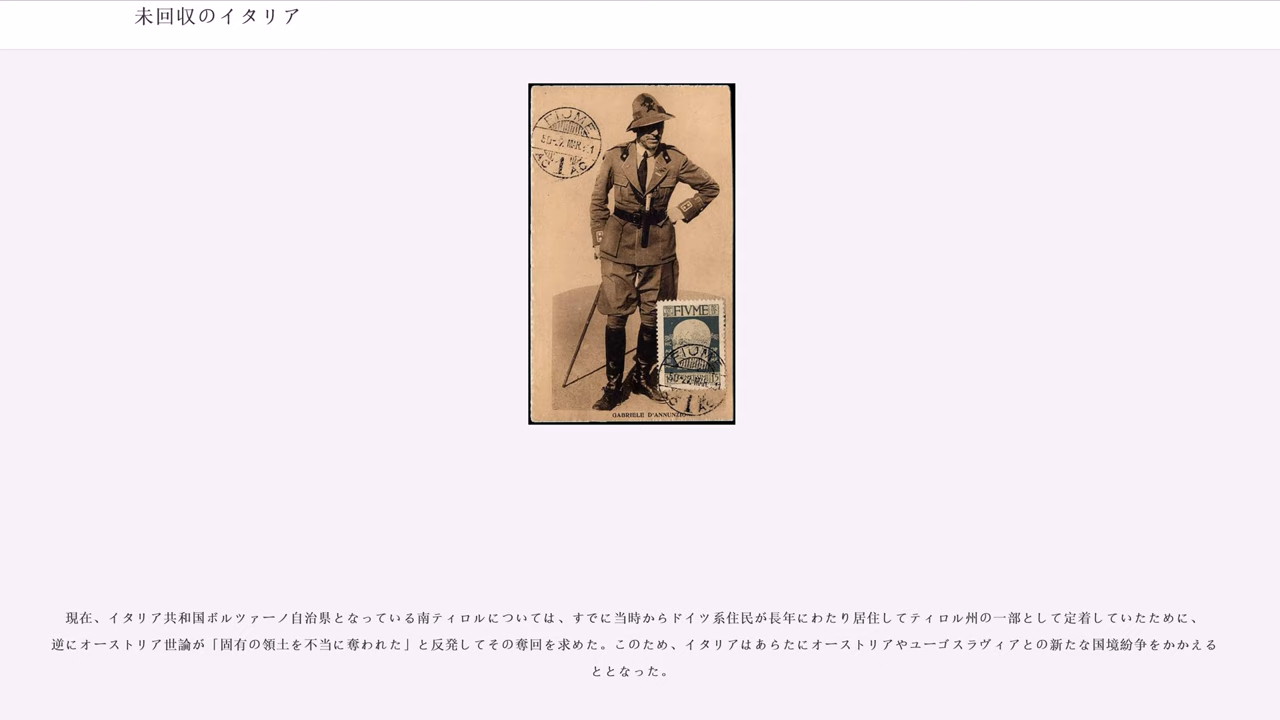 未回収のイタリア
FIUME
FIVME
FIUME
GABRIELE D'ANNUNZIO
現在、イタリア共和国ボルツァーノ自治県となっている南ティロルについては、すでに当時からドイツ系住民が長年にわたり居住してティロル州の一部として定着していたために、
逆にオーストリア世論が「固有の領土を不当に奪われた」と反発してその奪回を求めた。このため、イタリアはあらたにオーストリアやユーゴスラヴィアとの新たな国境紛争をかかえる
ととなった。